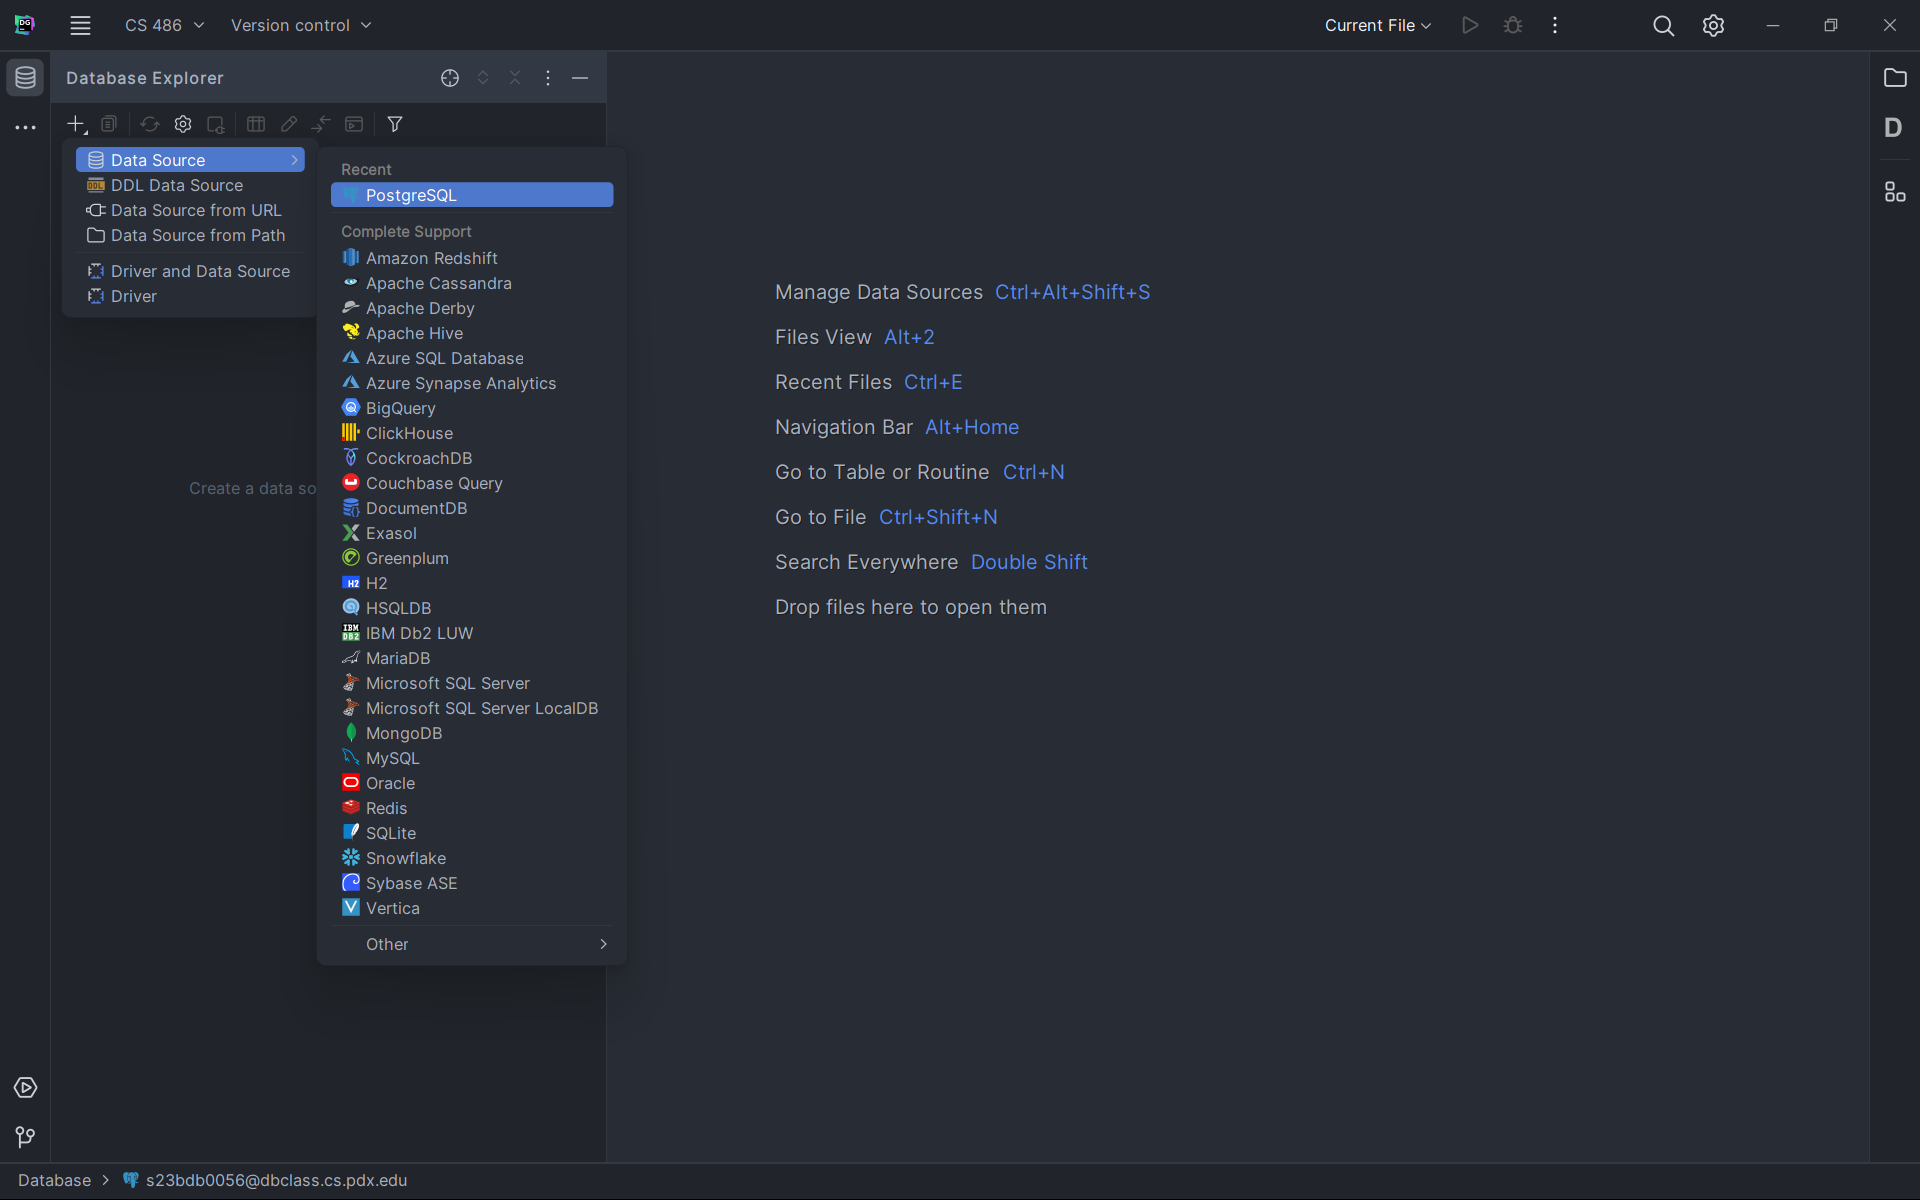 DG
CS 486
Version control
Current File
Database Explorer
Data Source
DDL Data Source
Data Source from URL
Data Source from Path
Driver and Data Source
Driver
Create a data so
Recent
PostgreSQL
Complete Support
Amazon Redshift
Apache Cassandra
Apache Derby
Apache Hive
Azure SQL Database
Azure Synapse Analytics
BigQuery
ClickHouse
CockroachDB
Couchbase Query
DocumentDB
Exasol
Greenplum
H2 H2
HSQLDB
IBM DB2 IBM Db2 LUW
MariaDB
Microsoft SQL Server
Microsoft SQL Server LocalDB
MongoDB
MySQL
Oracle
Redis
SQLite
Snowflake
Sybase ASE
Vertica
Other
Manage Data Sources Ctrl+Alt+Shift+S
Files View Alt+2
Recent Files Ctrl+E
Navigation Bar Alt+Home
Go to Table or Routine Ctrl+N
Go to File Ctrl+Shift+N
Search Everywhere Double Shift
Drop files here to open them
D
Database > s23bdb0056@dbclass.cs.pdx.edu